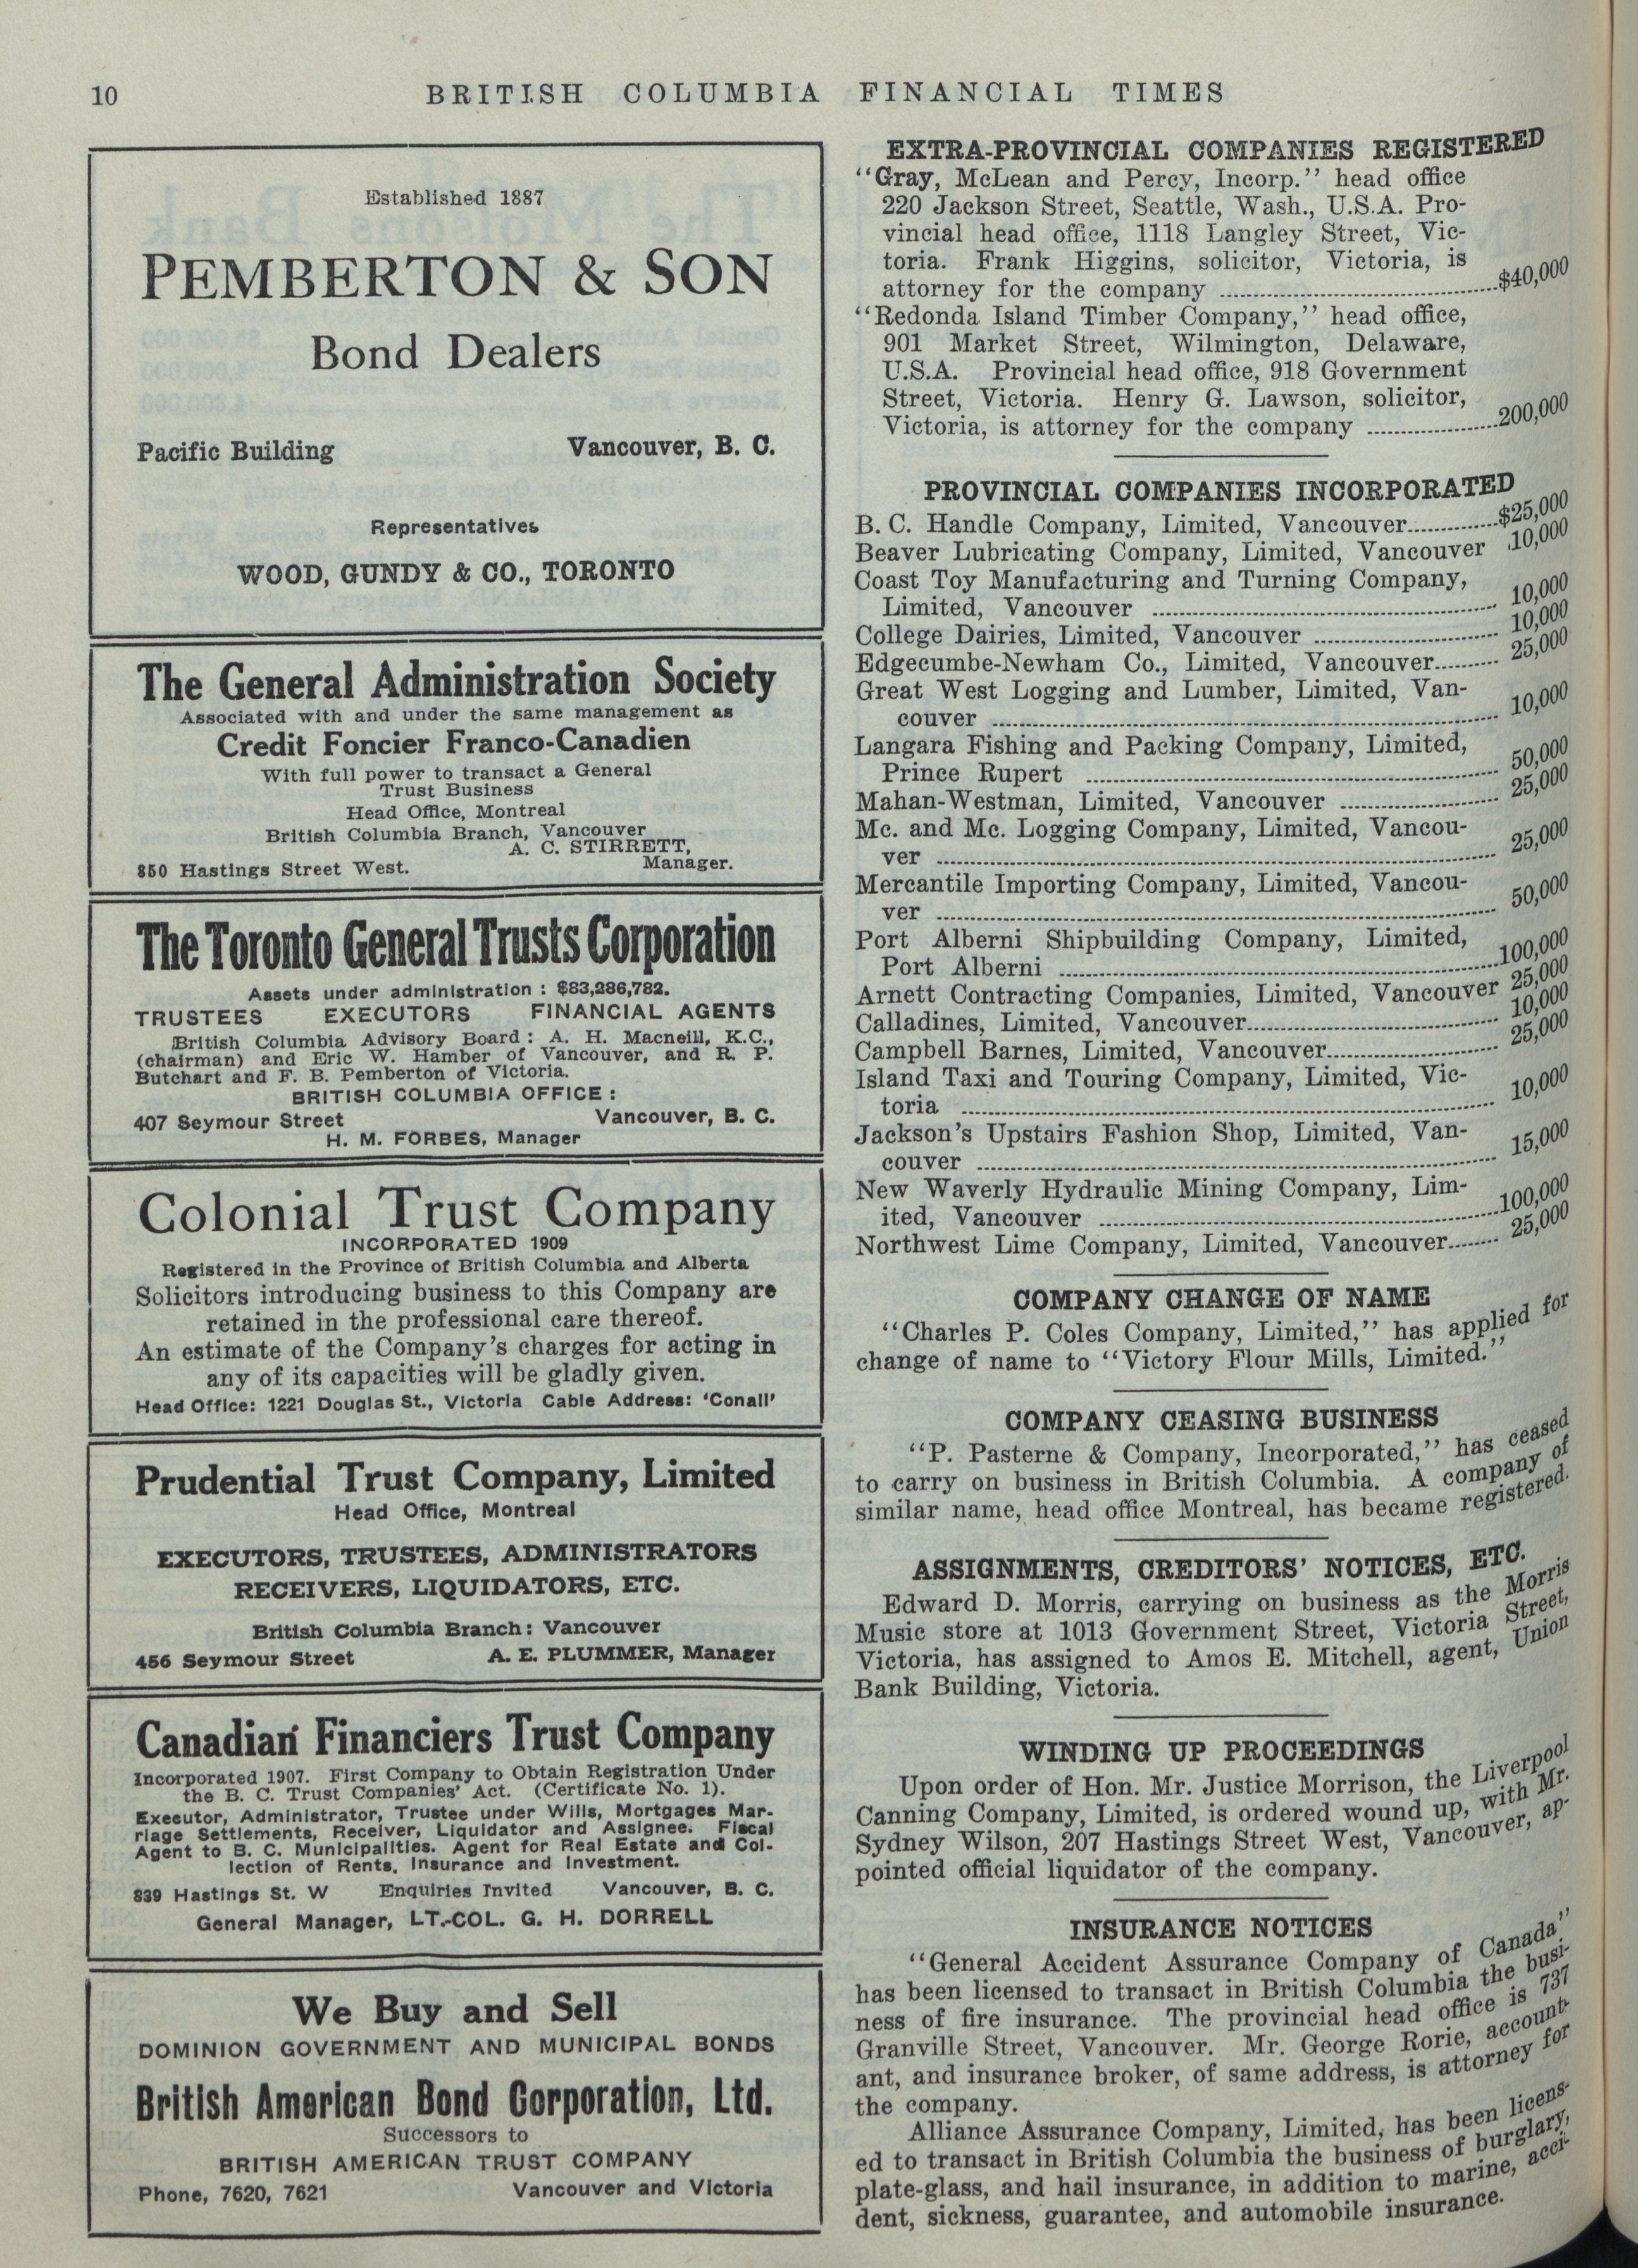 10
BRITISH COLUMBIA FINANCIAL TIMES
Established 1887
PEMBERTON & SON
Bond Dealers
Pacific Building Vancouver, B. C.
Representatives
WOOD, GUNDY & CO., TORONTO
The General Administration Society
Associated with and under the same management as
Credit Foncier Franco-Canadien
With full power to transact a General
Trust Business
Head Office, Montreal
British Columbia Branch, Vancouver
A. C. STIRRETT,
850 Hastings Street West. Manager.
The Toronto General Trusts Corporation
Assets under administration : $83,286,782.
TRUSTEES EXECUTORS FINANCIAL AGENTS
British Columbia Advisory Board : A. H. Macneill, K.C.,
(chairman) and Eric W. Hamber of Vancouver, and R. P.
Butchart and F. B. Pemberton of Victoria.
BRITISH COLUMBIA OFFICE :
407 Seymour Street Vancouver, B. C.
H. M. FORBES, Manager
Colonial Trust Company
INCORPORATED 1909
Registered in the Province of British Columbia and Alberta
Solicitors introducing business to this Company are
retained in the professional care thereof.
An estimate of the Company's charges for acting in
any of its capacities will be gladly given.
Head Office: 1221 Douglas St., Victoria Cable Address: 'Conall'
Prudential Trust Company, Limited
Head Office, Montreal
EXECUTORS, TRUSTEES, ADMINISTRATORS
RECEIVERS, LIQUIDATORS, ETC.
British Columbia Branch: Vancouver
456 Seymour Street A. E. PLUMMER, Manager
Canadian Financiers Trust Company
Incorporated 1907. First Company to Obtain Registration Under
the B. C. Trust Companies' Act. (Certificate No. 1).
Executor, Administrator, Trustee under Wills, Mortgages Mar-
riage Settlements, Receiver, Liquidator and Assignee. Fiscal
Agent to B. C. Municipalities. Agent for Real Estate and Col-
lection of Rents, Insurance and Investment.
839 Hastings St. W Enquiries Invited Vancouver, B. C.
General Manager, LT.-COL. G. H. DORRELL
We Buy and Sell
DOMINION GOVERNMENT AND MUNICIPAL BONDS
British American Bond Corporation, Ltd.
Successors to
BRITISH AMERICAN TRUST COMPANY
Phone, 7620, 7621 Vancouver and Victoria
EXTRA-PROVINCIAL COMPANIES REGISTERED
"Gray, McLean and Percy, Incorp." head office
220 Jackson Street, Seattle, Wash., U.S.A. Pro-
vincial head office, 1118 Langley Street, Vic-
toria. Frank Higgins, solicitor, Victoria, is
attorney for the company $40,000
"Redonda Island Timber Company," head office,
901 Market Street, Wilmington, Delaware,
U.S.A. Provincial head office, 918 Government
Street, Victoria. Henry G. Lawson, solicitor,
Victoria, is attorney for the company 200,000
PROVINCIAL COMPANIES INCORPORATED
B. C. Handle Company, Limited, Vancouver $25,000
Beaver Lubricating Company, Limited, Vancouver 10,000
Coast Toy Manufacturing and Turning Company,
Limited, Vancouver 10,000
College Dairies, Limited, Vancouver 10,000
Edgecumbe-Newham Co., Limited, Vancouver 25,000
Great West Logging and Lumber, Limited, Van-
couver 10,000
Langara Fishing and Packing Company, Limited,
Prince Rupert 50,000
Mahan-Westman, Limited, Vancouver 25,000
Mc. and Mc. Logging Company, Limited, Vancou-
ver 25,000
Mercantile Importing Company, Limited, Vancou-
ver 50,000
Port Alberni Shipbuilding Company, Limited,
Port Alberni 100,000
Arnett Contracting Companies, Limited, Vancouver 25,000
Calladines, Limited, Vancouver 10,000
Campbell Barnes, Limited, Vancouver 25,000
Island Taxi and Touring Company, Limited, Vic-
toria 10,000
Jackson's Upstairs Fashion Shop, Limited, Van-
couver 15,000
New Waverly Hydraulic Mining Company, Lim-
ited, Vancouver 100,000
Northwest Lime Company, Limited, Vancouver 25,000
COMPANY CHANGE OF NAME
"Charles P. Coles Company, Limited," has applied for
change of name to "Victory Flour Mills, Limited."
COMPANY CEASING BUSINESS
"P. Pasterne & Company, Incorporated," has ceased
to carry on business in British Columbia. A company of
similar name, head office Montreal, has became registered.
ASSIGNMENTS, CREDITORS' NOTICES, ETC.
Edward D. Morris, carrying on business as the Morris
Music store at 1013 Government Street, Victoria Street,
Victoria, has assigned to Amos E. Mitchell, agent, Union
Bank Building, Victoria.
WINDING UP PROCEEDINGS
Upon order of Hon. Mr. Justice Morrison, the Liverpool
Canning Company, Limited, is ordered wound up, with Mr.
Sydney Wilson, 207 Hastings Street West, Vancouver, ap-
pointed official liquidator of the company.
INSURANCE NOTICES
"General Accident Assurance Company of Canada"
has been licensed to transact in British Columbia the busi-
ness of fire insurance. The provincial head office is 737
Granville Street, Vancouver. Mr. George Rorie, account-
ant, and insurance broker, of same address, is attorney for
the company.
Alliance Assurance Company, Limited, has been licens-
ed to transact in British Columbia the business of burglary,
plate-glass, and hail insurance, in addition to marine, acci-
dent, sickness, guarantee, and automobile insurance.